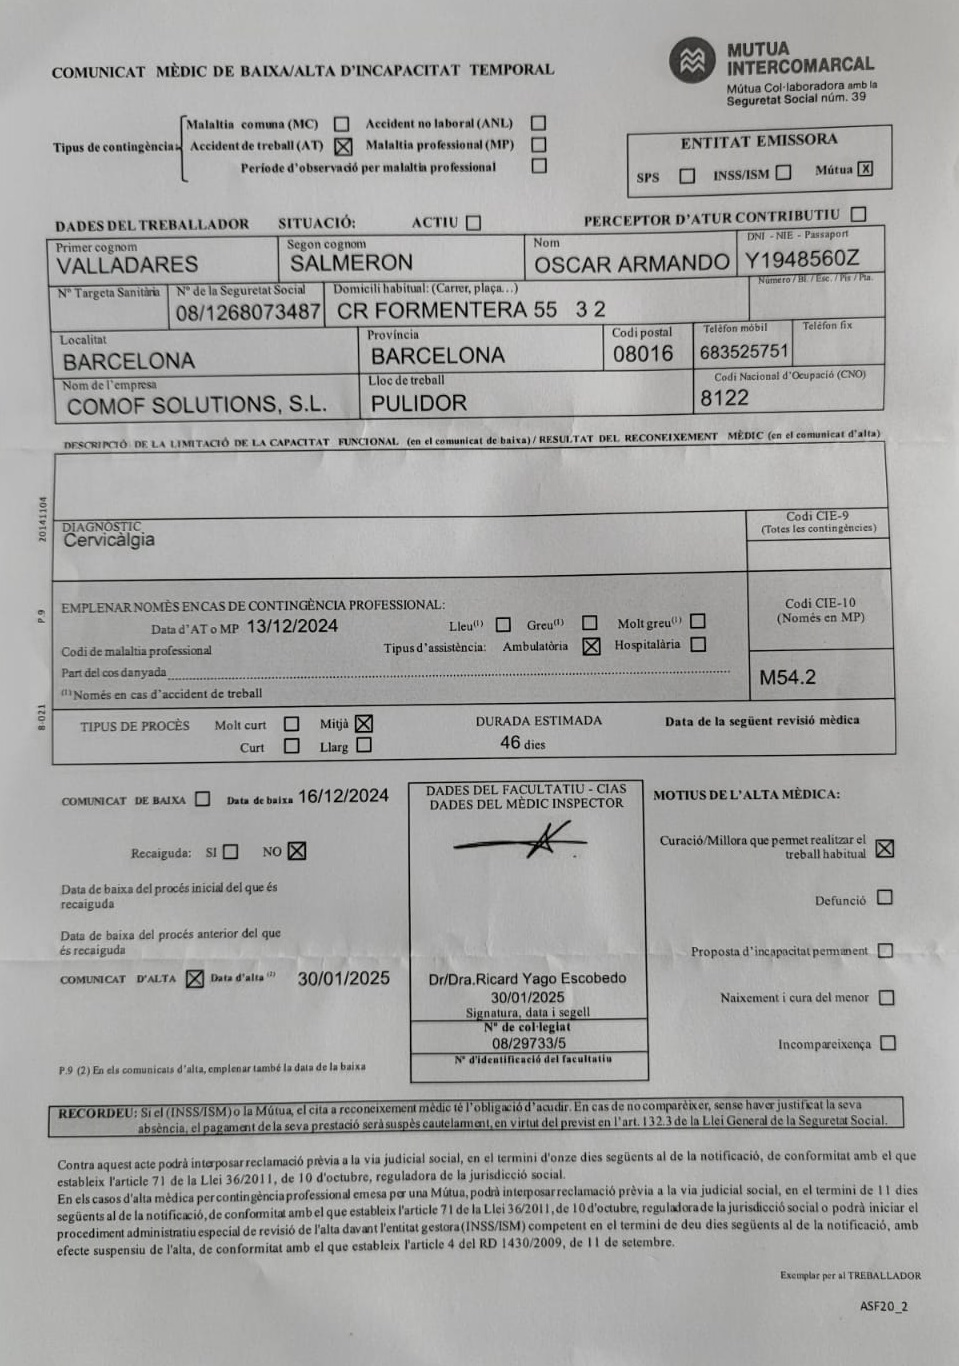 MUTUA
INTERCOMARCAL
Mútua Col·laboradora amb la
Seguretat Social núm. 39
COMUNICAT MÈDIC DE BAIXA/ALTA D'INCAPACITAT TEMPORAL
Tipus de contingència:
Malaltia comuna (MC) ☐ Accident no laboral (ANL) ☐
Accident de treball (AT) ☒ Malaltia professional (MP) ☐
Període d'observació per malaltia professional ☐
ENTITAT EMISSORA
SPS ☐ INSS/ISM ☐ Mútua ☒
DADES DEL TREBALLADOR SITUACIÓ: ACTIU ☐ PERCEPTOR D'ATUR CONTRIBUTIU ☐
Primer cognom Segon cognom Nom DNI - NIE - Passaport
VALLADARES SALMERON OSCAR ARMANDO Y1948560Z
Nº Targeta Sanitària Nº de la Seguretat Social Domicili habitual: (Carrer, plaça...) Número / Bl. / Esc. / Pis / Pta.
08/1268073487 CR FORMENTERA 55 3 2
Localitat Província Codi postal Telèfon mòbil Telèfon fix
BARCELONA BARCELONA 08016 683525751
Nom de l'empresa Lloc de treball Codi Nacional d'Ocupació (CNO)
COMOF SOLUTIONS, S.L. PULIDOR 8122
DESCRIPCIÓ DE LA LIMITACIÓ DE LA CAPACITAT FUNCIONAL (en el comunicat de baixa) / RESULTAT DEL RECONEIXEMENT MÈDIC (en el comunicat d'alta)
DIAGNÒSTIC
Cervicàlgia
Codi CIE-9
(Totes les contingències)
EMPLENAR NOMÈS EN CAS DE CONTINGÈNCIA PROFESSIONAL:
Data d'AT o MP 13/12/2024 Lleu(1) ☐ Greu(1) ☐ Molt greu(1) ☐
Codi de malaltia professional Tipus d'assistència: Ambulatòria ☒ Hospitalària ☐
Part del cos danyada
(1) Només en cas d'accident de treball
Codi CIE-10
(Només en MP)
M54.2
TIPUS DE PROCÈS Molt curt ☐ Mitjà ☒ DURADA ESTIMADA Data de la següent revisió mèdica
Curt ☐ Llarg ☐ 46 dies
20141104
P.9
B-021
COMUNICAT DE BAIXA ☐ Data de baixa 16/12/2024
Recaiguda: SI ☐ NO ☒
Data de baixa del procés inicial del que és
recaiguda
Data de baixa del procés anterior del que
és recaiguda
COMUNICAT D'ALTA ☒ Data d'alta (2) 30/01/2025
P.9 (2) En els comunicats d'alta, emplenar també la data de la baixa
DADES DEL FACULTATIU - CIAS
DADES DEL MÈDIC INSPECTOR
Dr/Dra.Ricard Yago Escobedo
30/01/2025
Signatura, data i segell
Nº de col·legiat
08/29733/5
Nº d'identificació del facultatiu
MOTIUS DE L'ALTA MÈDICA:
Curació/Millora que permet realitzar el
treball habitual ☒
Defunció ☐
Proposta d'incapacitat permanent ☐
Naixement i cura del menor ☐
Incompareixença ☐
RECORDEU: Si el (INSS/ISM) o la Mútua, el cita a reconeixement mèdic té l'obligació d'acudir. En cas de no comparèixer, sense haver justificat la seva
absència, el pagament de la seva prestació serà suspès cautelarment, en virtut del previst en l'art. 132.3 de la Llei General de la Seguretat Social.
Contra aquest acte podrà interposar reclamació prèvia a la via judicial social, en el termini d'onze dies següents al de la notificació, de conformitat amb el que
estableix l'article 71 de la Llei 36/2011, de 10 d'octubre, reguladora de la jurisdicció social.
En els casos d'alta mèdica per contingència professional emesa per una Mútua, podrà interposar reclamació prèvia a la via judicial social, en el termini de 11 dies
següents al de la notificació, de conformitat amb el que estableix l'article 71 de la Llei 36/2011, de 10 d'octubre, reguladora de la jurisdicció social o podrà iniciar el
procediment administratiu especial de revisió de l'alta davant l'entitat gestora (INSS/ISM) competent en el termini de deu dies següents al de la notificació, amb
efecte suspensiu de l'alta, de conformitat amb el que estableix l'article 4 del RD 1430/2009, de 11 de setembre.
Exemplar per al TREBALLADOR
ASF20_2